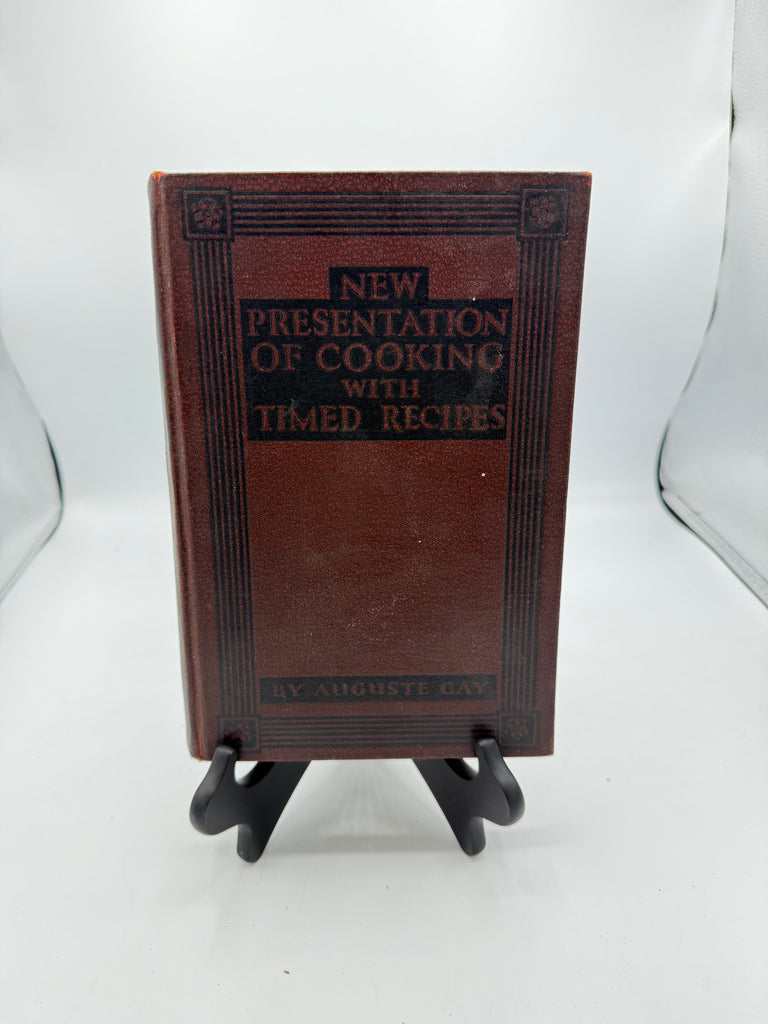 NEW
PRESENTATION
OF COOKING
WITH
TIMED RECIPES
BY AUGUSTE GAY